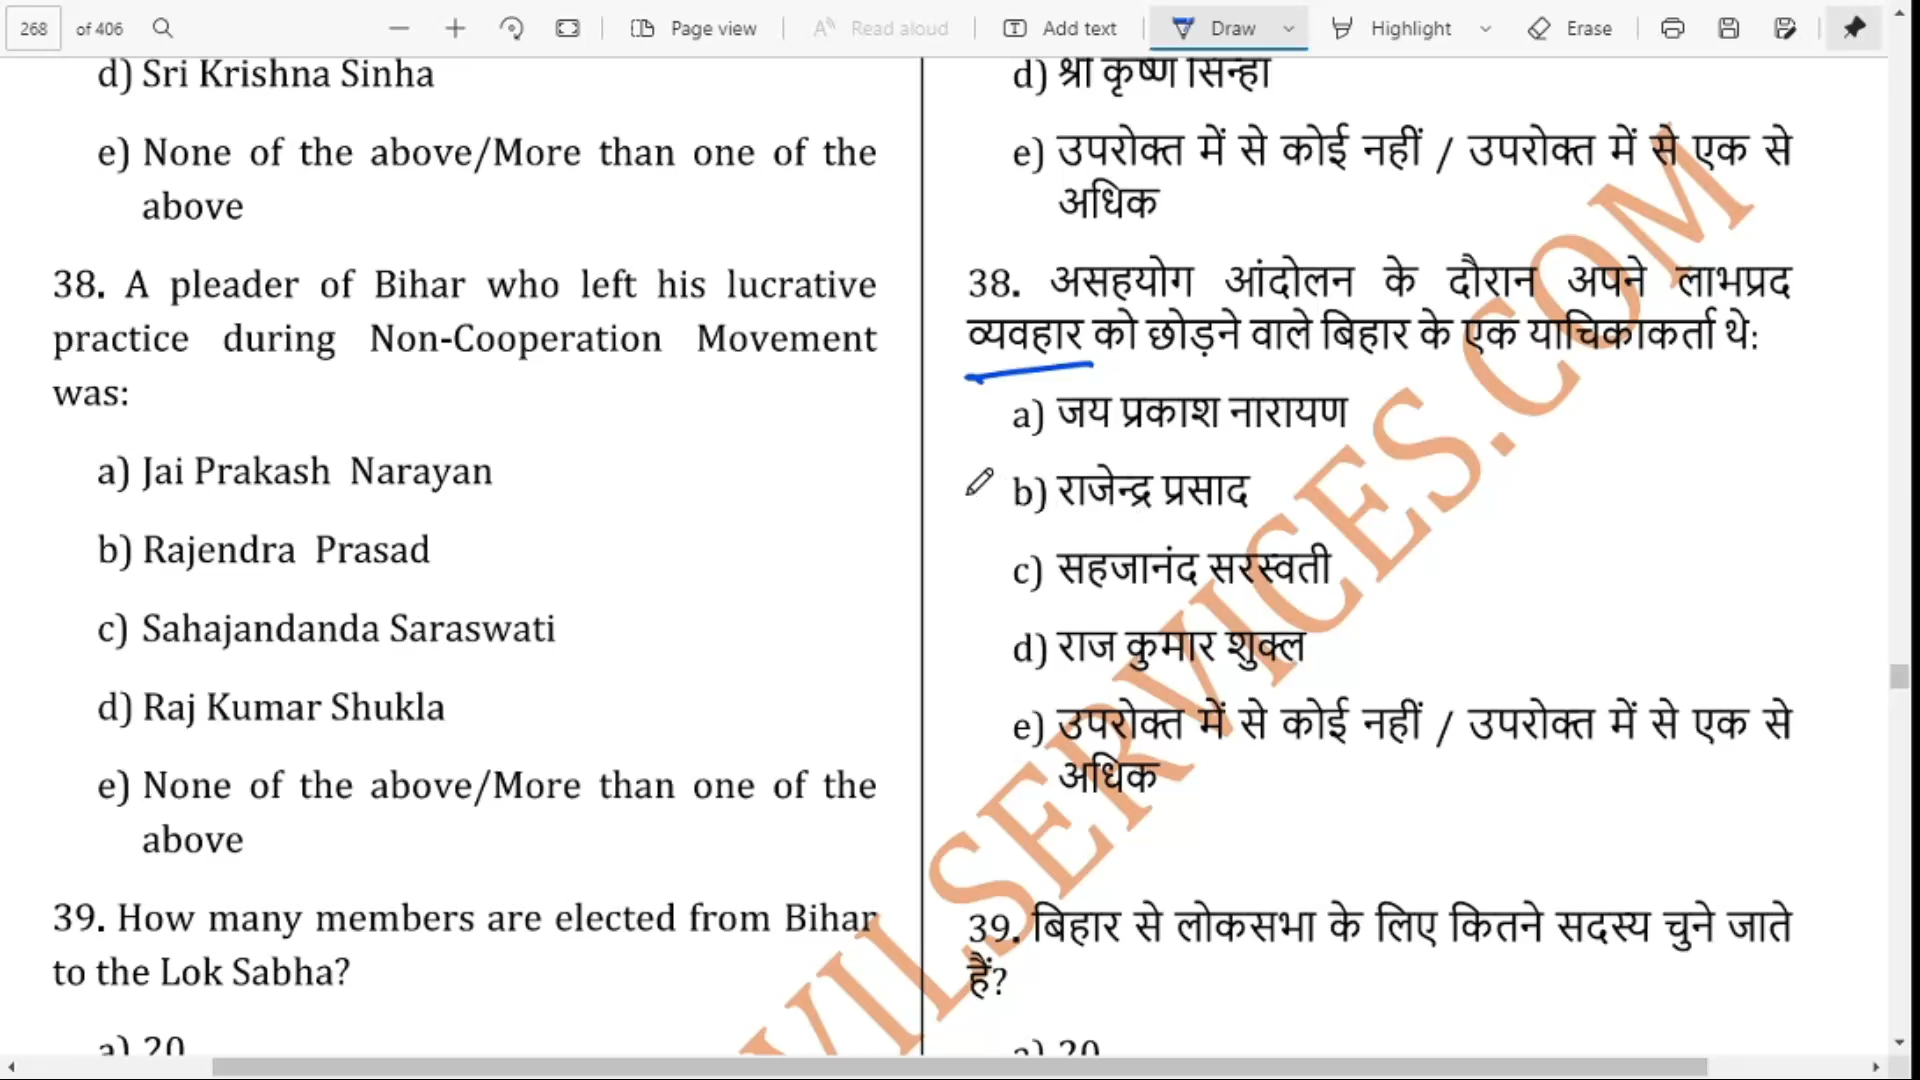 268 of 406 Page view Read aloud Add text Draw Highlight Erase
d) Sri Krishna Sinha
e) None of the above/More than one of the
above
38. A pleader of Bihar who left his lucrative
practice during Non-Cooperation Movement
was:
a) Jai Prakash Narayan
b) Rajendra Prasad
c) Sahajandanda Saraswati
d) Raj Kumar Shukla
e) None of the above/More than one of the
above
39. How many members are elected from Bihar
to the Lok Sabha?
a) 20
d) श्री कृष्ण सिन्हा
e) उपरोक्त में से कोई नहीं / उपरोक्त में से एक से
अधिक
38. असहयोग आंदोलन के दौरान अपने लाभप्रद
व्यवहार को छोड़ने वाले बिहार के एक याचिकाकर्ता थे:
a) जय प्रकाश नारायण
b) राजेन्द्र प्रसाद
c) सहजानंद सरस्वती
d) राज कुमार शुक्ल
e) उपरोक्त में से कोई नहीं / उपरोक्त में से एक से
अधिक
39. बिहार से लोकसभा के लिए कितने सदस्य चुने जाते
हैं?
a) 20
VILSERVICES.COM